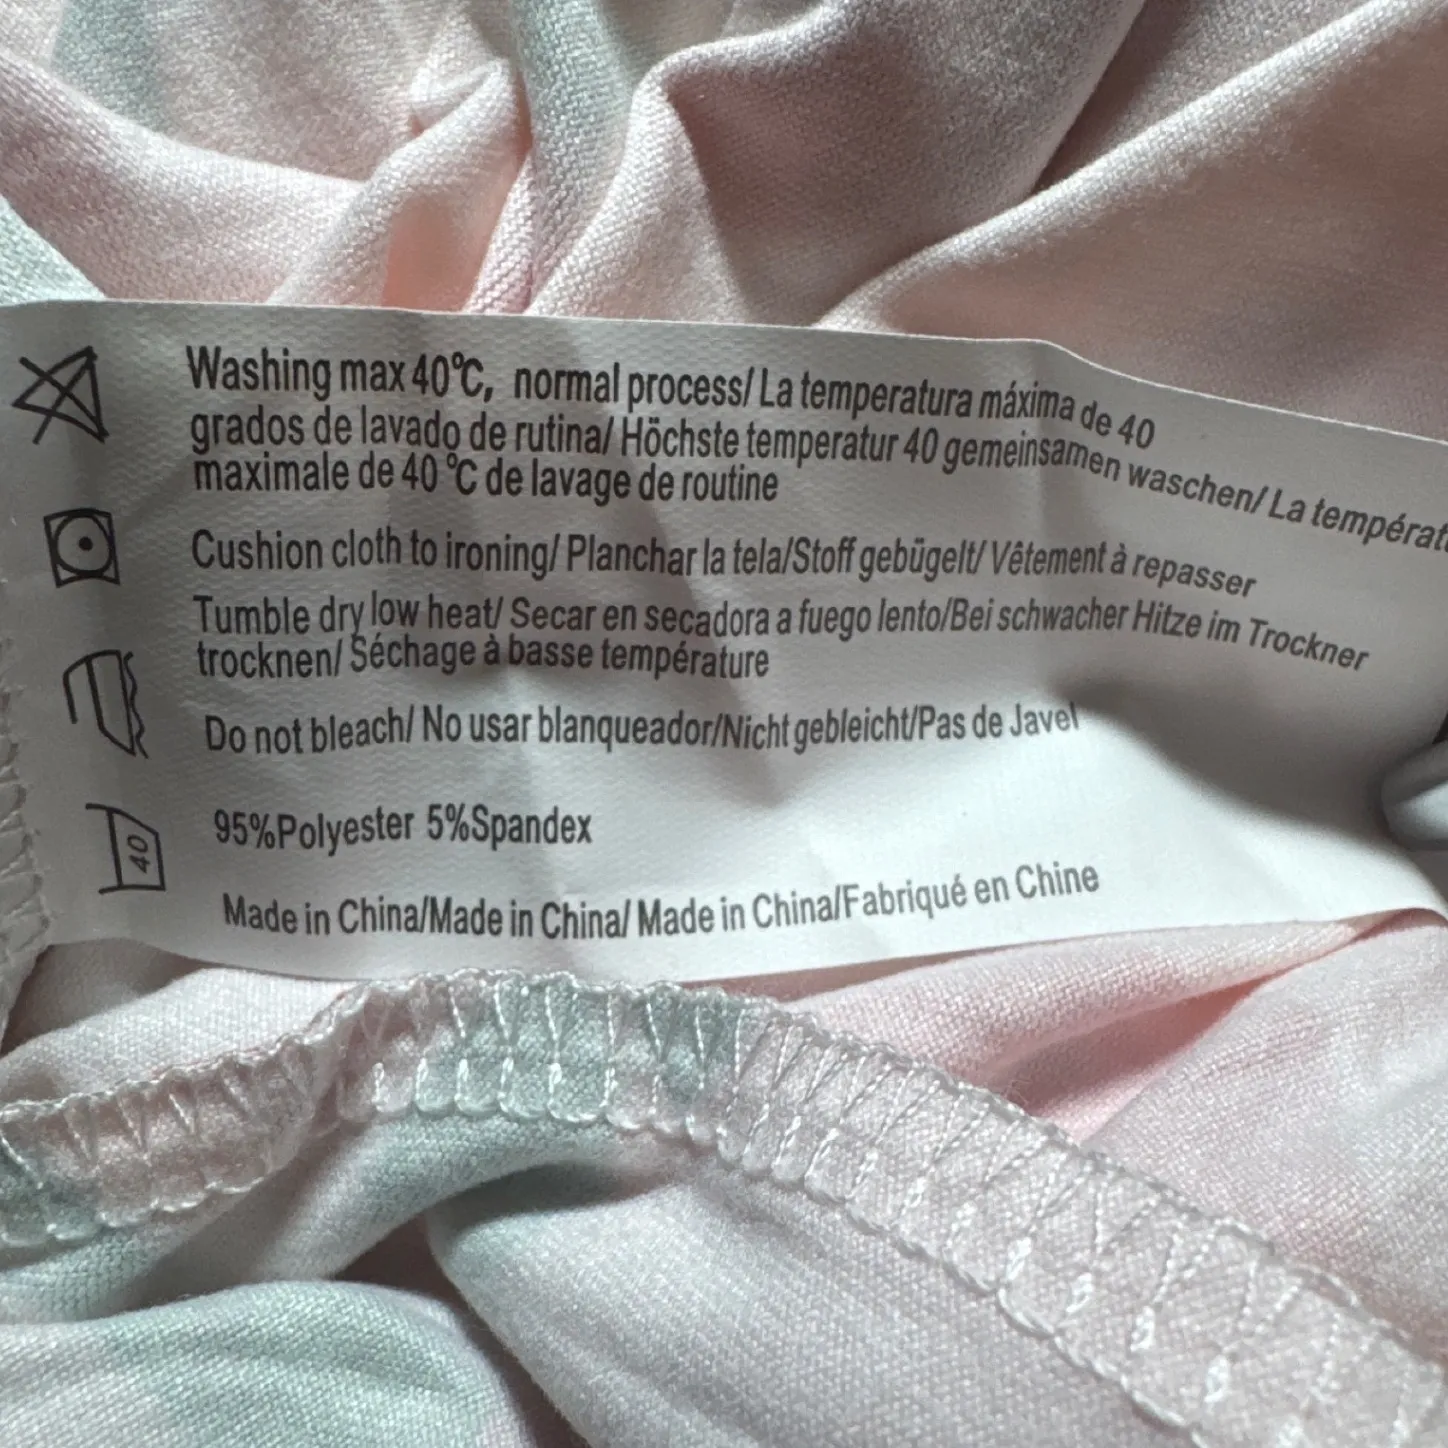 Washing max 40℃, normal process/ La temperatura máxima de 40
grados de lavado de rutina/ Höchste temperatur 40 gemeinsamen waschen/ La
maximale de 40 ℃ de lavage de routine
Cushion cloth to ironing/ Planchar la tela/Stoff gebügelt/ Vêtement à repasser
Tumble dry low heat/ Secar en secadora a fuego lento/Bei schwacher Hitze im Trockner
trocknen/ Séchage à basse température
Do not bleach/ No usar blanqueador/Nicht gebleicht/Pas de Javel
40
95%Polyester 5%Spandex
Made in China/Made in China/ Made in China/Fabriqué en Chine